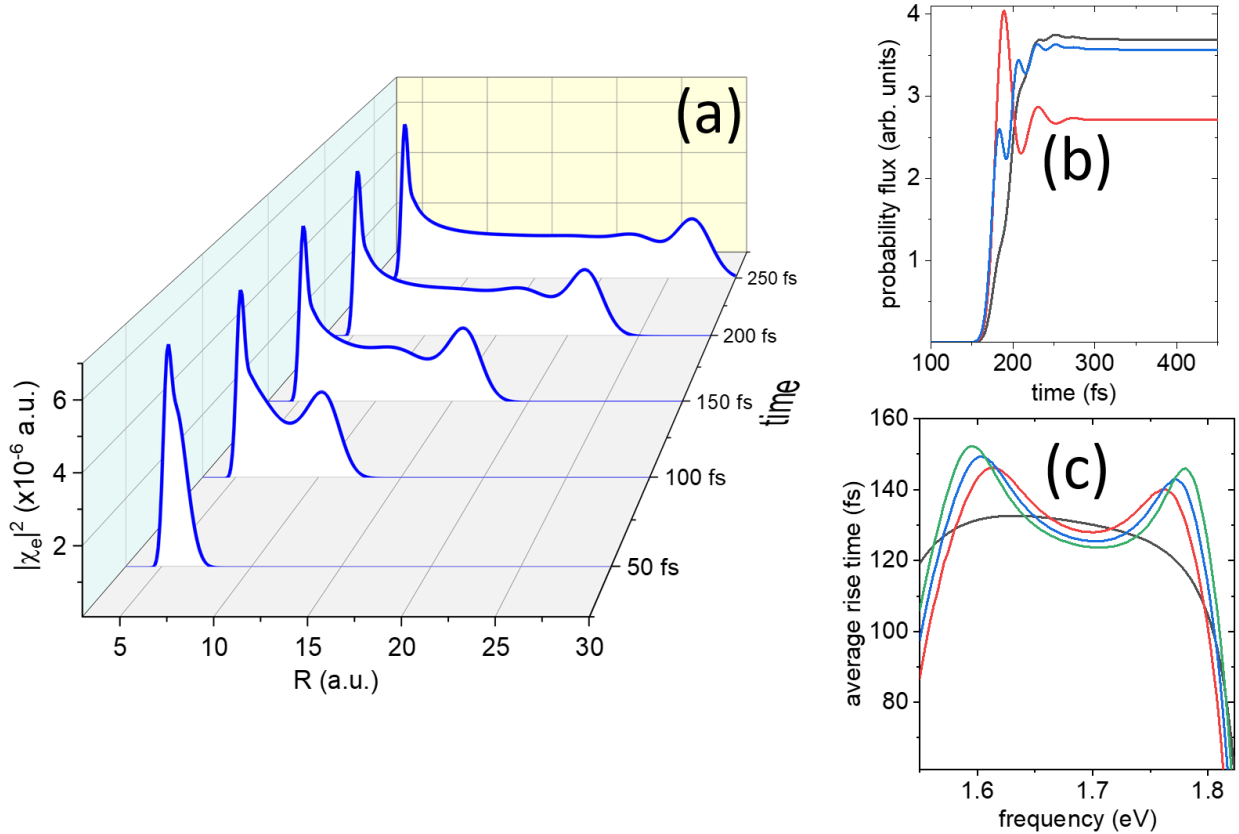 (a)
|χₑ|² (x10⁻⁶ a.u.)
6
4
2
5
10
15
20
25
30
R (a.u.)
50 fs
100 fs
150 fs
200 fs
250 fs
time
(b)
probability flux (arb. units)
4
3
2
1
100
200
300
400
time (fs)
(c)
average rise time (fs)
160
140
120
100
80
1.6
1.7
1.8
frequency (eV)